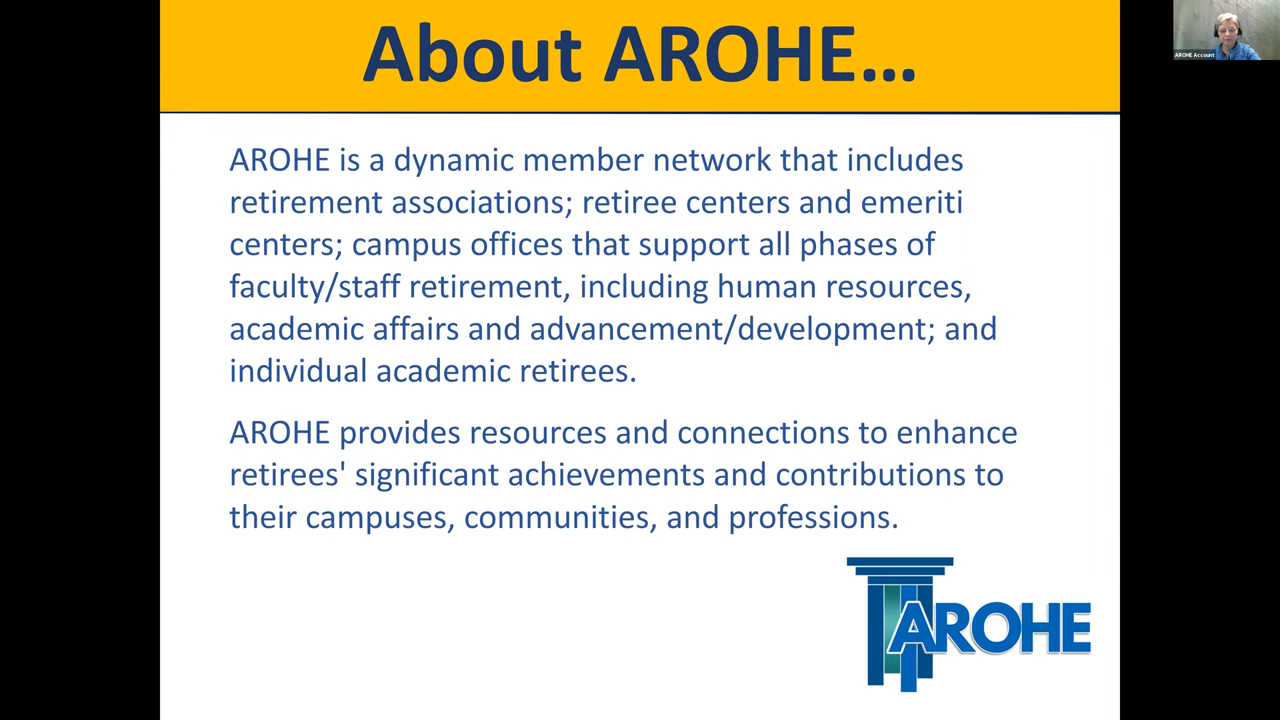 About AROHE...
AROHE Account
AROHE is a dynamic member network that includes
retirement associations; retiree centers and emeriti
centers; campus offices that support all phases of
faculty/staff retirement, including human resources,
academic affairs and advancement/development; and
individual academic retirees.
AROHE provides resources and connections to enhance
retirees' significant achievements and contributions to
their campuses, communities, and professions.
AROHE